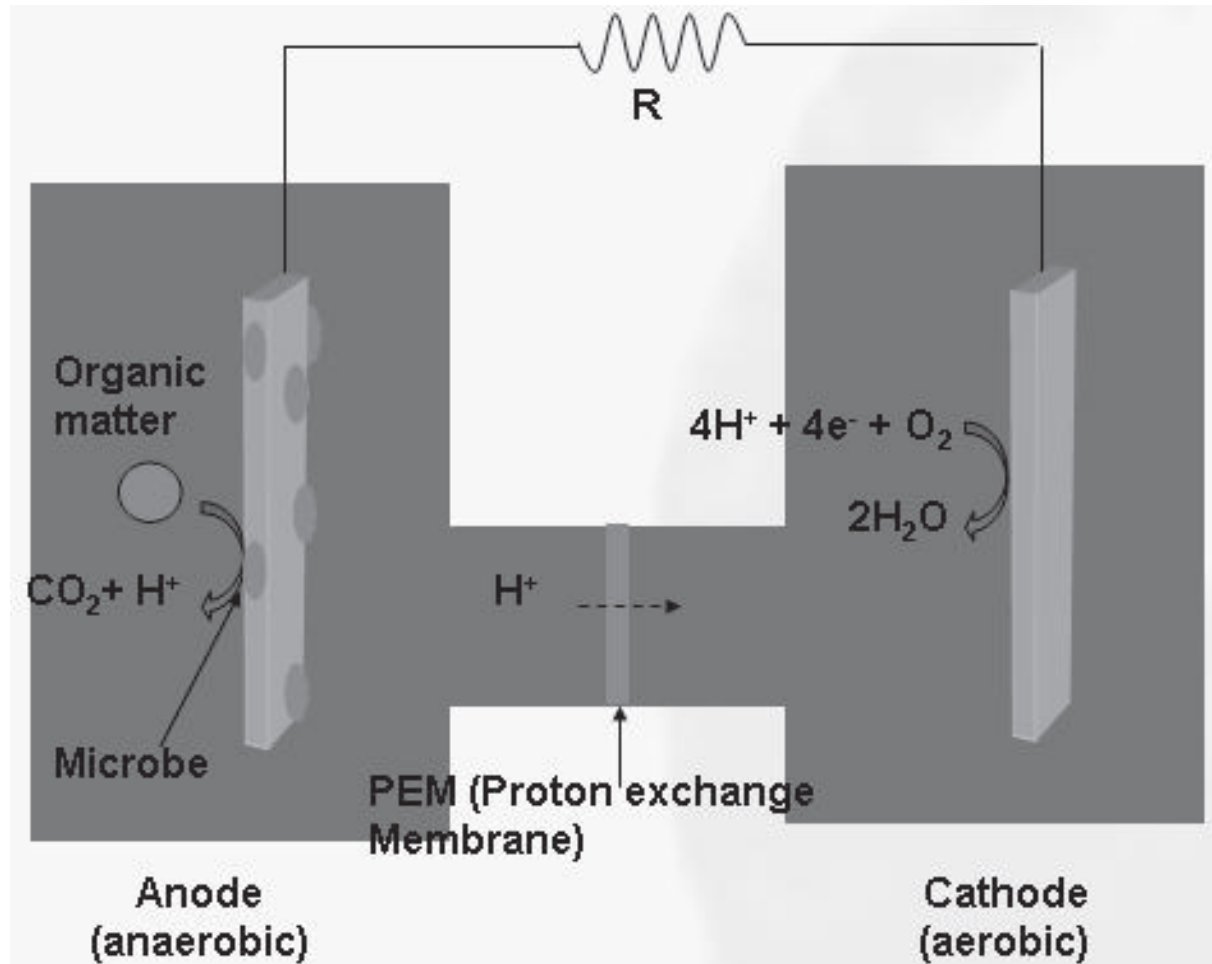 R
Organic
matter
4H⁺ + 4e⁻ + O₂
2H₂O
CO₂+ H⁺
H⁺
Microbe
PEM (Proton exchange
Membrane)
Anode
(anaerobic)
Cathode
(aerobic)